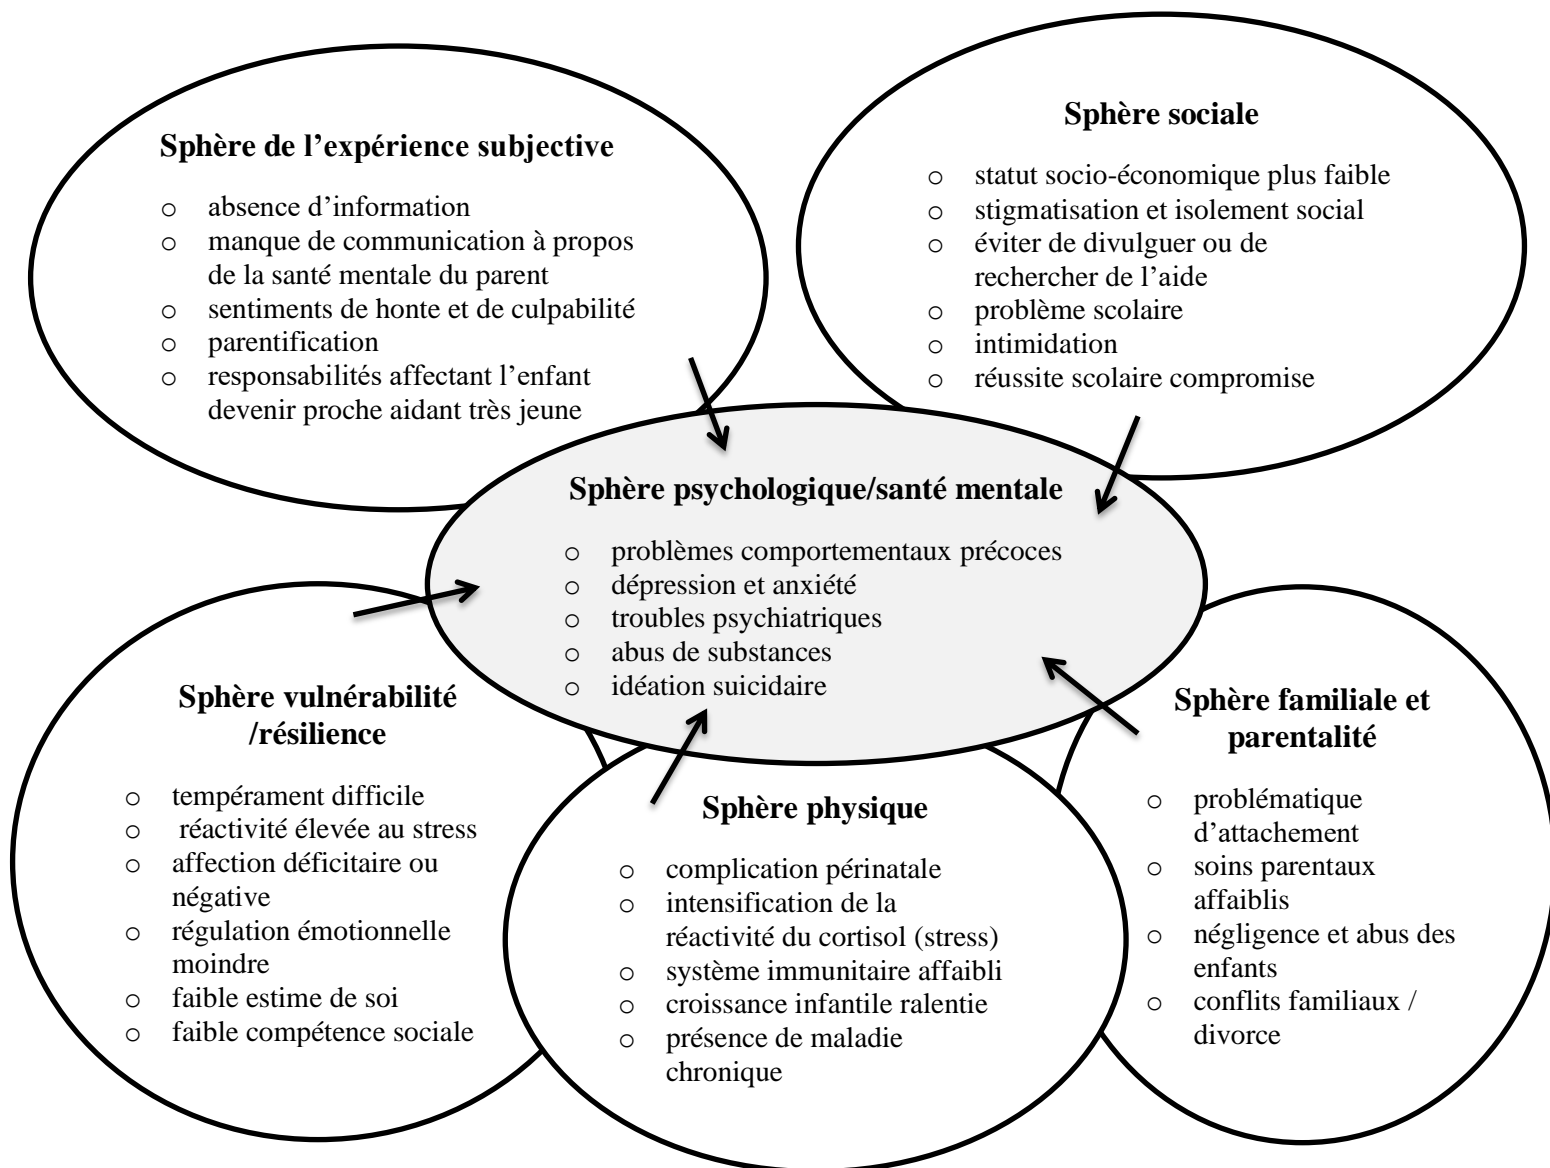 Sphère de l’expérience subjective
o absence d’information
o manque de communication à propos
de la santé mentale du parent
o sentiments de honte et de culpabilité
o parentification
o responsabilités affectant l’enfant
devenir proche aidant très jeune
Sphère sociale
o statut socio-économique plus faible
o stigmatisation et isolement social
o éviter de divulguer ou de
rechercher de l’aide
o problème scolaire
o intimidation
o réussite scolaire compromise
Sphère psychologique/santé mentale
o problèmes comportementaux précoces
o dépression et anxiété
o troubles psychiatriques
o abus de substances
o idéation suicidaire
Sphère vulnérabilité
/résilience
o tempérament difficile
o réactivité élevée au stress
o affection déficitaire ou
négative
o régulation émotionnelle
moindre
o faible estime de soi
o faible compétence sociale
Sphère physique
o complication périnatale
o intensification de la
réactivité du cortisol (stress)
o système immunitaire affaibli
o croissance infantile ralentie
o présence de maladie
chronique
Sphère familiale et
parentalité
o problématique
d’attachement
o soins parentaux
affaiblis
o négligence et abus des
enfants
o conflits familiaux /
divorce